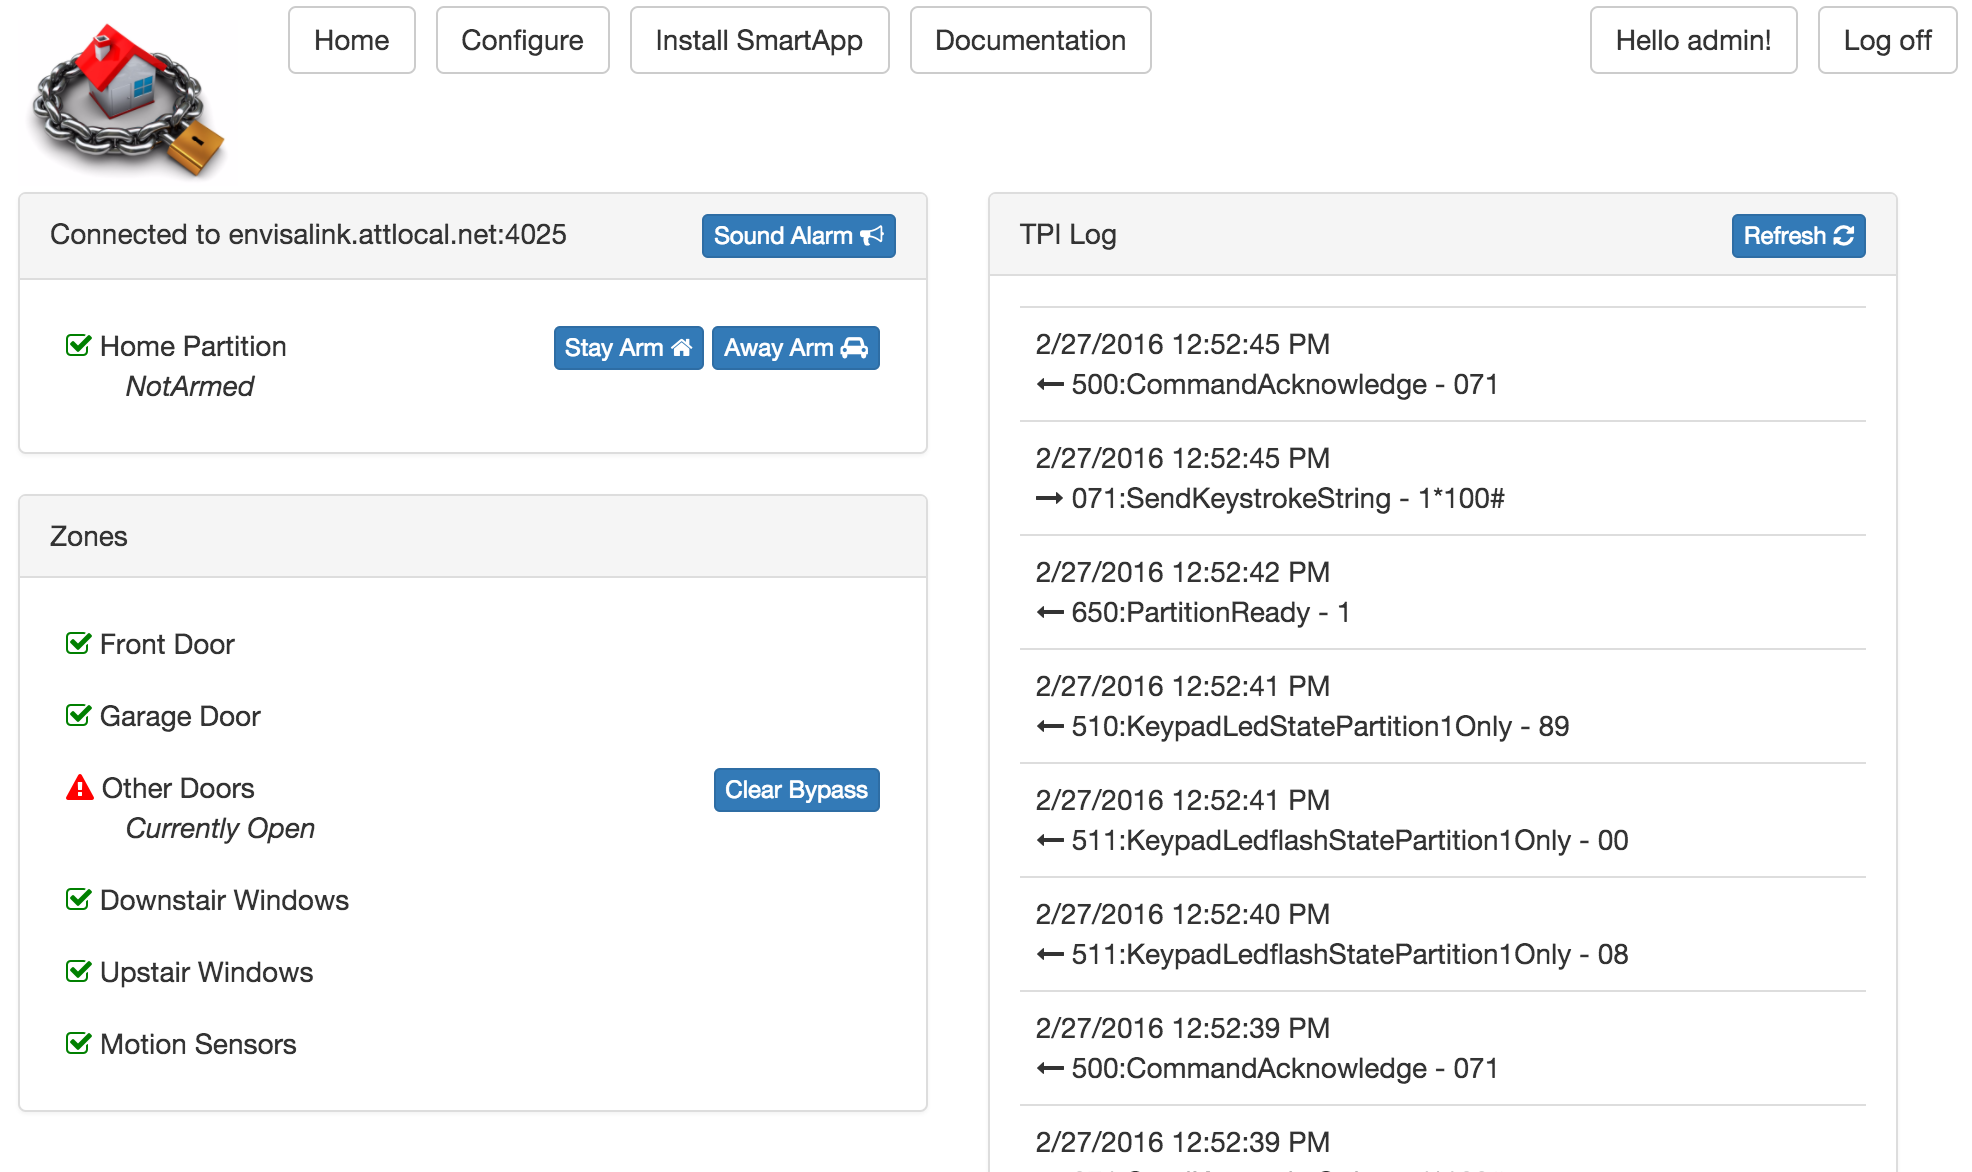 Home
Configure
Install SmartApp
Documentation
Hello admin!
Log off
Connected to envisalink.attlocal.net:4025
Sound Alarm
Home Partition
NotArmed
Stay Arm
Away Arm
Zones
Front Door
Garage Door
Other Doors
Currently Open
Clear Bypass
Downstair Windows
Upstair Windows
Motion Sensors
TPI Log
Refresh
2/27/2016 12:52:45 PM
← 500:CommandAcknowledge - 071
2/27/2016 12:52:45 PM
→ 071:SendKeystrokeString - 1*100#
2/27/2016 12:52:42 PM
← 650:PartitionReady - 1
2/27/2016 12:52:41 PM
← 510:KeypadLedStatePartition1Only - 89
2/27/2016 12:52:41 PM
← 511:KeypadLedflashStatePartition1Only - 00
2/27/2016 12:52:40 PM
← 511:KeypadLedflashStatePartition1Only - 08
2/27/2016 12:52:39 PM
← 500:CommandAcknowledge - 071
2/27/2016 12:52:39 PM